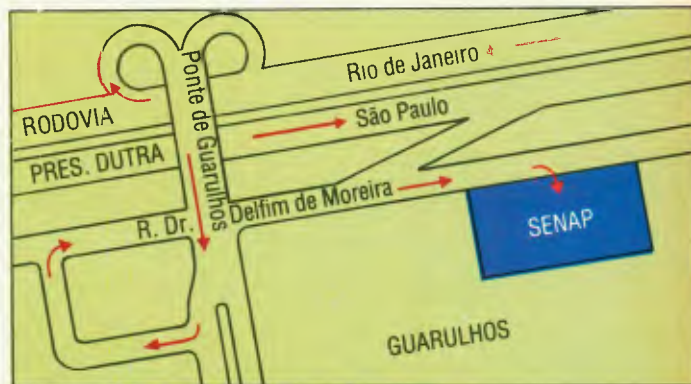 Ponte de Guarulhos
Rio de Janeiro
RODOVIA
São Paulo
PRES. DUTRA
R. Dr. Delfim de Moreira
SENAP
GUARULHOS